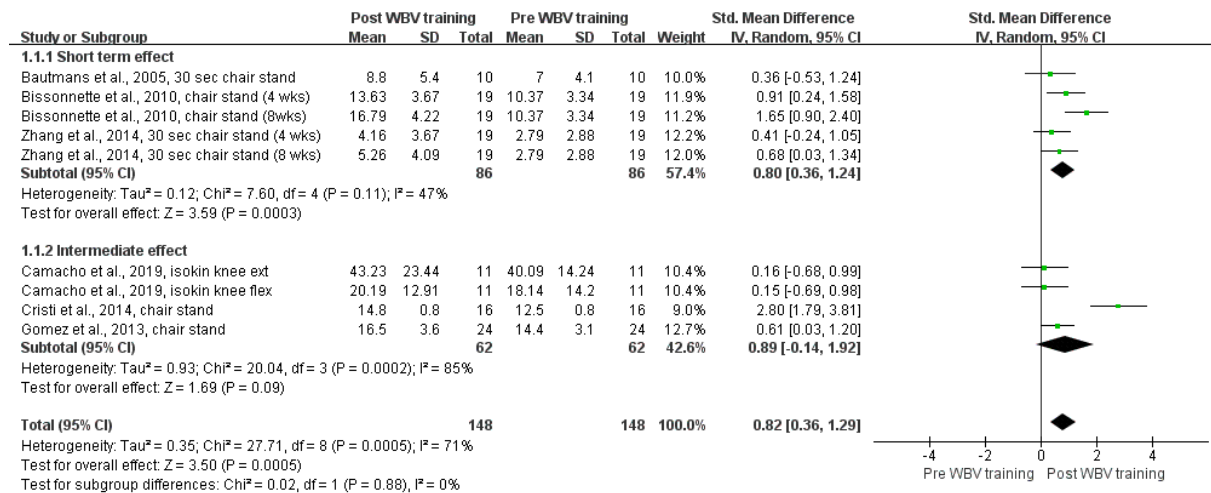 Post WBV training Pre WBV training Std. Mean Difference Std. Mean Difference
Study or Subgroup Mean SD Total Mean SD Total Weight IV, Random, 95% CI IV, Random, 95% CI
1.1.1 Short term effect
Bautmans et al., 2005, 30 sec chair stand 8.8 5.4 10 7 4.1 10 10.0% 0.36 [-0.53, 1.24]
Bissonnette et al., 2010, chair stand (4 wks) 13.63 3.67 19 10.37 3.34 19 11.9% 0.91 [0.24, 1.58]
Bissonnette et al., 2010, chair stand (8wks) 16.79 4.22 19 10.37 3.34 19 11.3% 1.65 [0.90, 2.40]
Zhang et al., 2014, 30 sec chair stand (4 wks) 4.16 3.67 19 2.79 2.88 19 12.2% 0.41 [-0.24, 1.05]
Zhang et al., 2014, 30 sec chair stand (8 wks) 5.26 4.09 19 2.79 2.88 19 12.0% 0.68 [0.03, 1.34]
Subtotal (95% CI) 86 86 57.4% 0.80 [0.36, 1.24]
Heterogeneity: Tau² = 0.12; Chi² = 7.60, df = 4 (P = 0.11); I² = 47%
Test for overall effect: Z = 3.59 (P = 0.0003)
1.1.2 Intermediate effect
Camacho et al., 2019, isokin knee ext 43.23 23.44 11 40.09 14.24 11 10.4% 0.16 [-0.68, 0.99]
Camacho et al., 2019, isokin knee flex 20.19 12.91 11 18.14 14.2 11 10.4% 0.15 [-0.69, 0.98]
Cristi et al., 2014, chair stand 14.8 0.8 16 12.5 0.8 16 9.0% 2.80 [1.79, 3.81]
Gomez et al., 2013, chair stand 16.5 3.6 24 14.4 3.1 24 12.7% 0.61 [0.03, 1.20]
Subtotal (95% CI) 62 62 42.6% 0.89 [-0.14, 1.92]
Heterogeneity: Tau² = 0.93; Chi² = 20.04, df = 3 (P = 0.0002); I² = 85%
Test for overall effect: Z = 1.69 (P = 0.09)
Total (95% CI) 148 148 100.0% 0.82 [0.36, 1.29]
Heterogeneity: Tau² = 0.35; Chi² = 27.71, df = 8 (P = 0.0005); I² = 71%
Test for overall effect: Z = 3.50 (P = 0.0005)
Test for subgroup differences: Chi² = 0.02, df = 1 (P = 0.88), I² = 0%
-4 -2 0 2 4
Pre WBV training Post WBV training